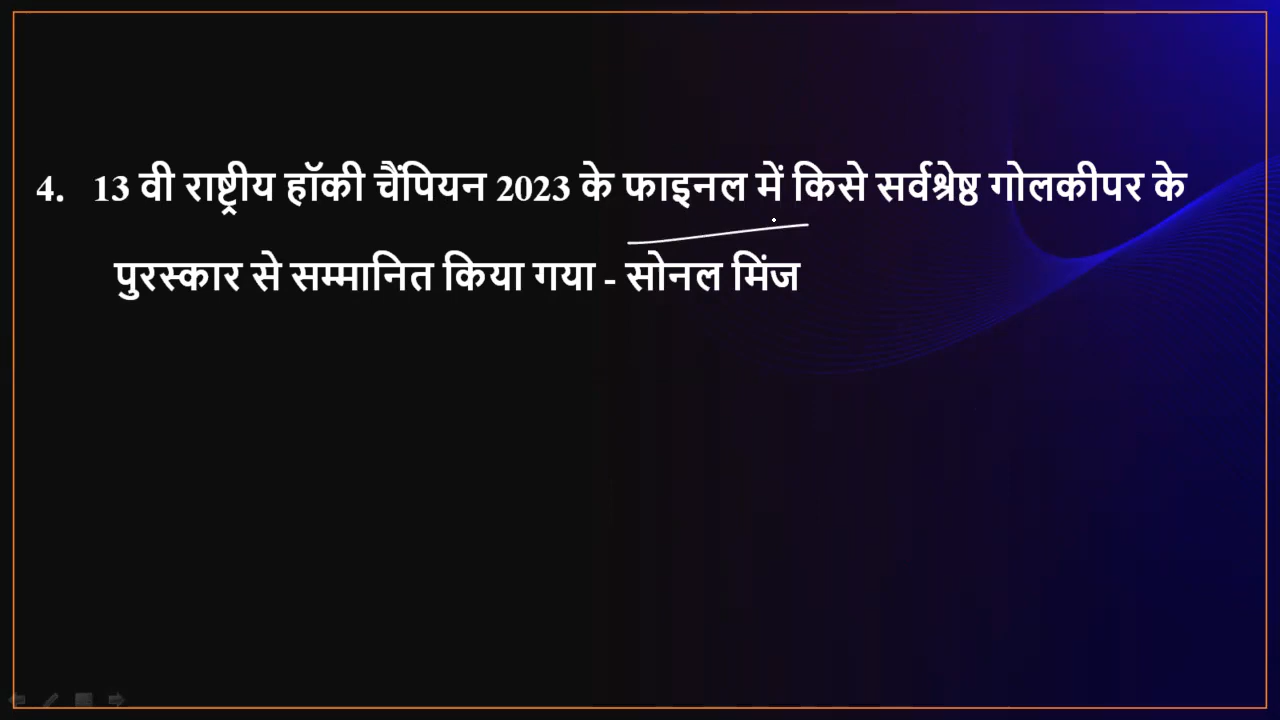 4. 13 वी राष्ट्रीय हॉकी चैंपियन 2023 के फाइनल में किसे सर्वश्रेष्ठ गोलकीपर के
पुरस्कार से सम्मानित किया गया - सोनल मिंज